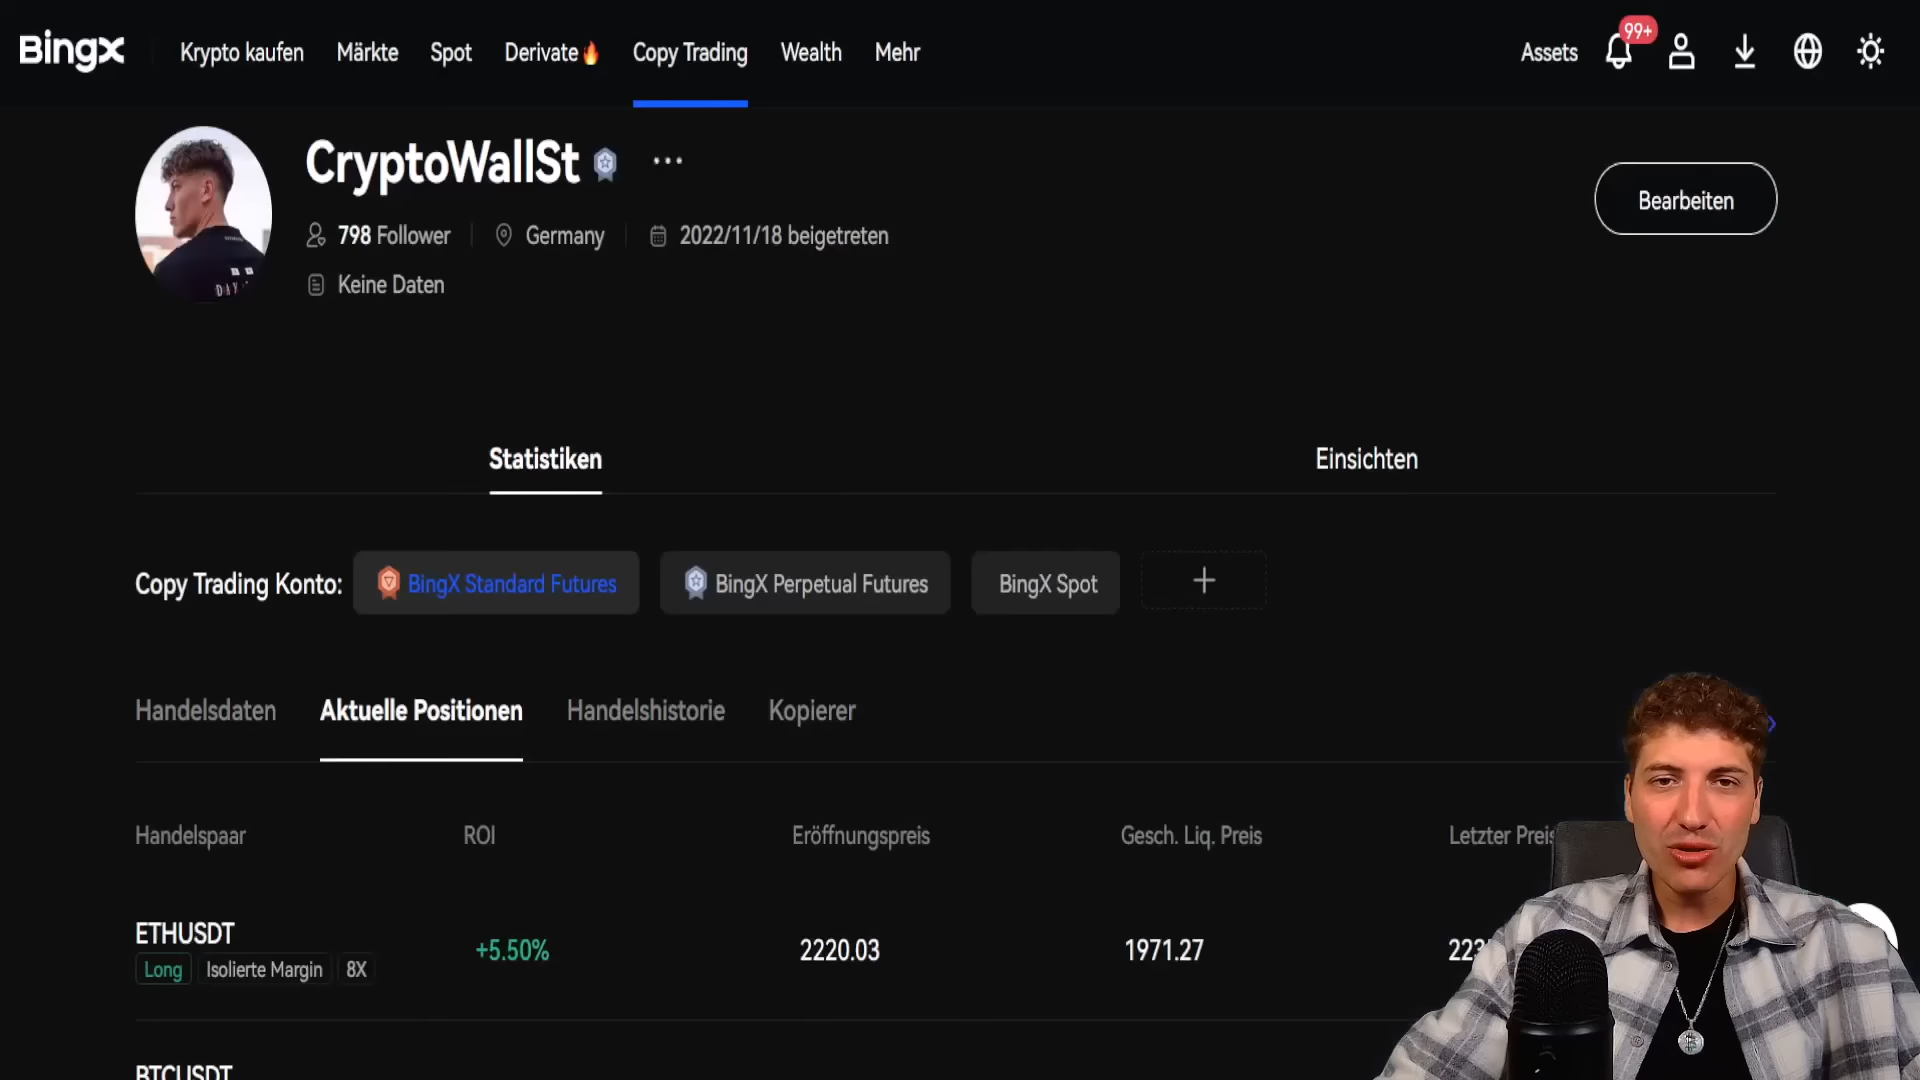 BingX Krypto kaufen Märkte Spot Derivate Copy Trading Wealth Mehr Assets 99+
CryptoWallSt
Bearbeiten
798 Follower Germany 2022/11/18 beigetreten
Keine Daten
Statistiken Einsichten
Copy Trading Konto: BingX Standard Futures BingX Perpetual Futures BingX Spot +
Handelsdaten Aktuelle Positionen Handelshistorie Kopierer
Handelspaar ROI Eröffnungspreis Gesch. Liq. Preis Letzter Preis
ETHUSDT
+5.50% 2220.03 1971.27
Long Isolierte Margin 8X
BTCUSDT